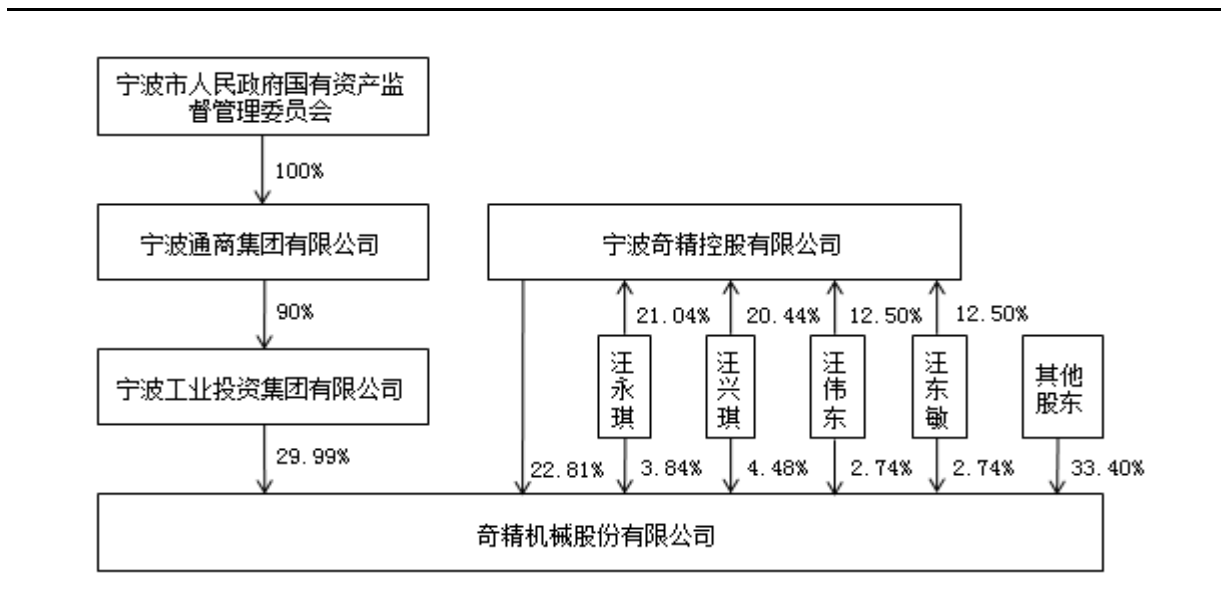 宁波市人民政府国有资产监
督管理委员会
100%
宁波通商集团有限公司
宁波奇精控股有限公司
90%
21.04%
20.44%
12.50%
12.50%
宁波工业投资集团有限公司
汪永琪
汪兴琪
汪伟东
汪东敏
其他
股东
29.99%
22.81%
3.84%
4.48%
2.74%
2.74%
33.40%
奇精机械股份有限公司